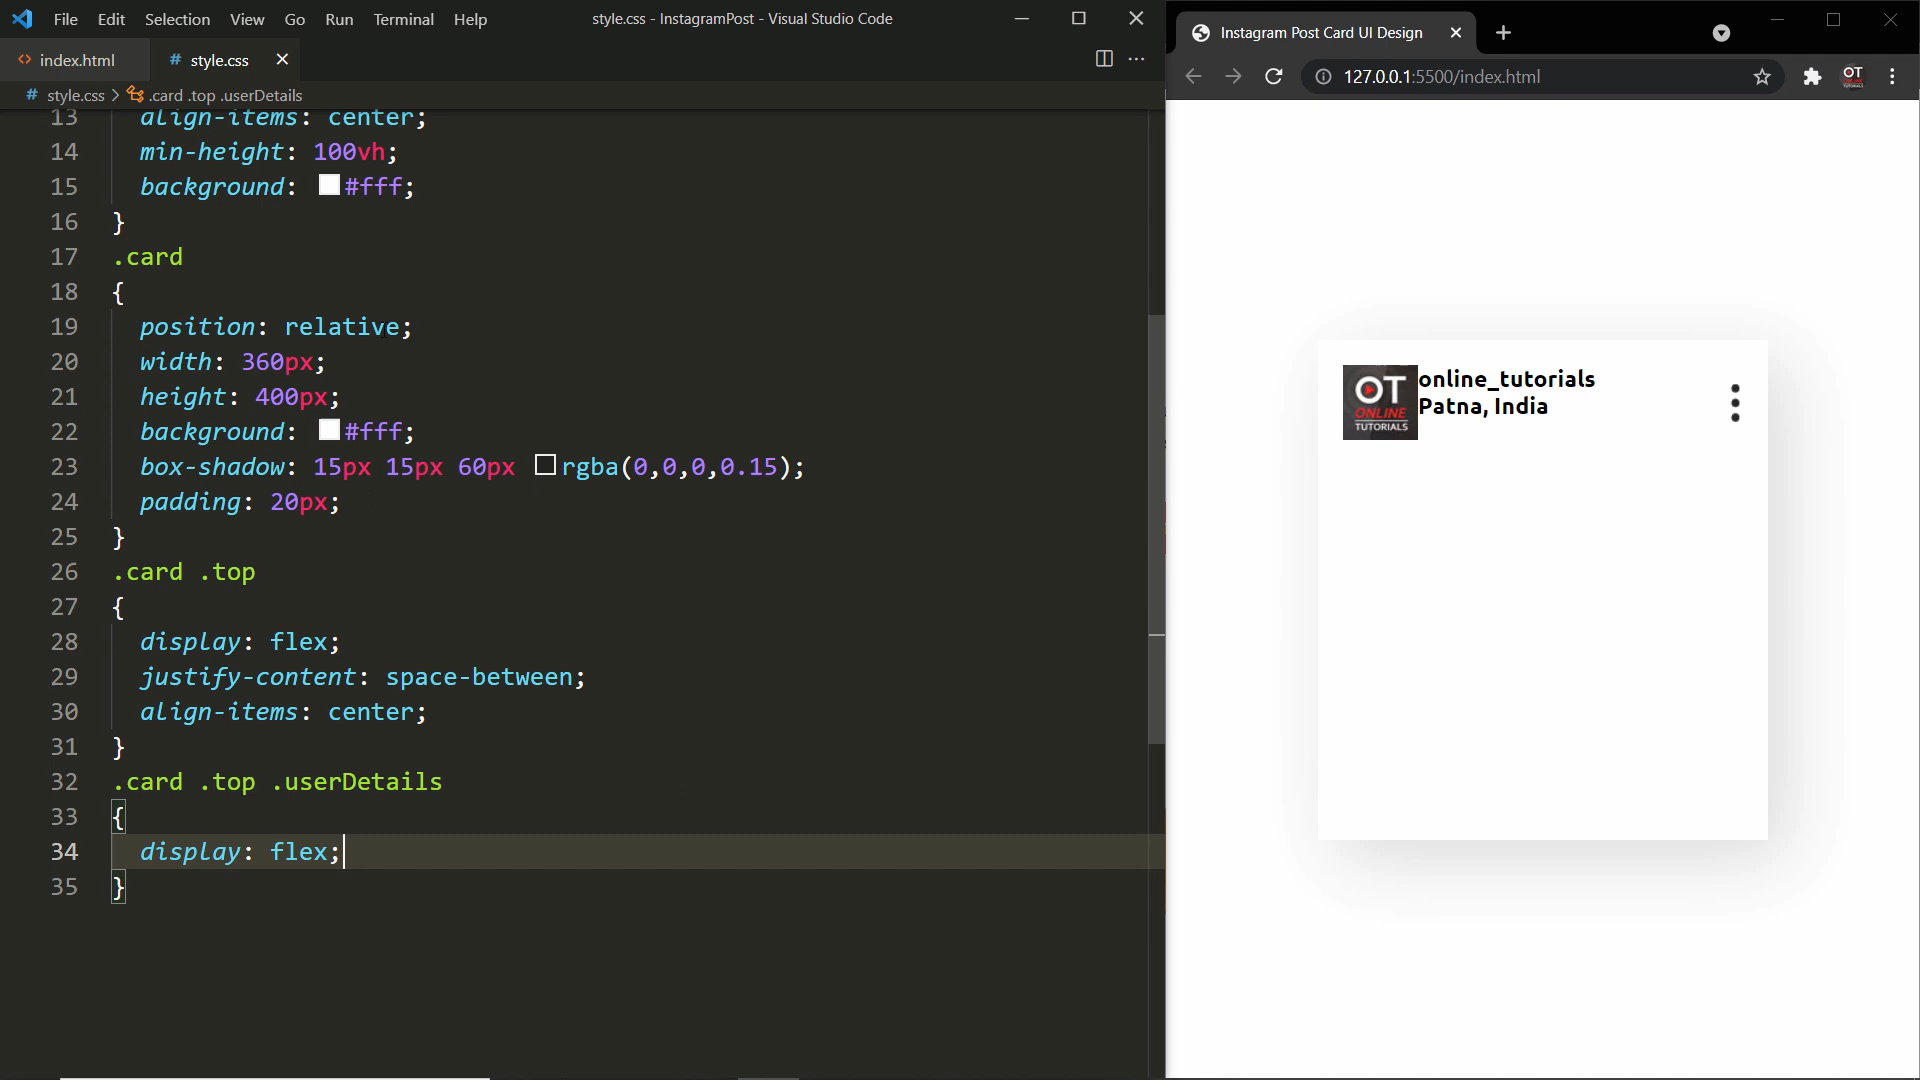 File Edit Selection View Go Run Terminal Help style.css - InstagramPost - Visual Studio Code
index.html # style.css
# style.css > .card .top .userDetails
13 align-items: center;
14 min-height: 100vh;
15 background: #fff;
16 }
17 .card
18 {
19 position: relative;
20 width: 360px;
21 height: 400px;
22 background: #fff;
23 box-shadow: 15px 15px 60px rgba(0,0,0,0.15);
24 padding: 20px;
25 }
26 .card .top
27 {
28 display: flex;
29 justify-content: space-between;
30 align-items: center;
31 }
32 .card .top .userDetails
33 {
34 display: flex;
35 }
Instagram Post Card UI Design
127.0.0.1:5500/index.html
OT
OT
ONLINE
TUTORIALS
online_tutorials
Patna, India